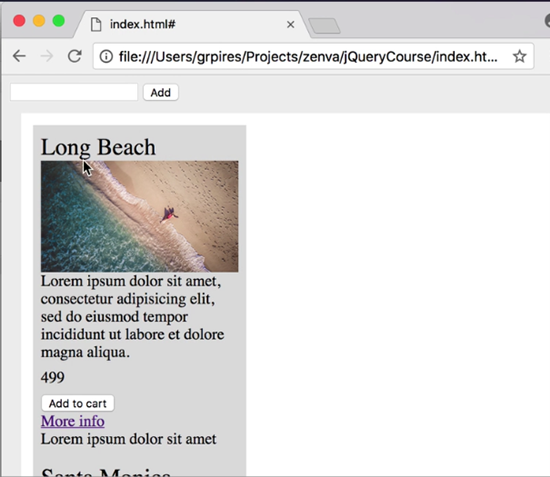 index.html#
file:///Users/grpires/Projects/zenva/jQueryCourse/index.ht...
Add
Long Beach
Lorem ipsum dolor sit amet,
consectetur adipisicing elit,
sed do eiusmod tempor
incididunt ut labore et dolore
magna aliqua.
499
Add to cart
More info
Lorem ipsum dolor sit amet
Santa Monica